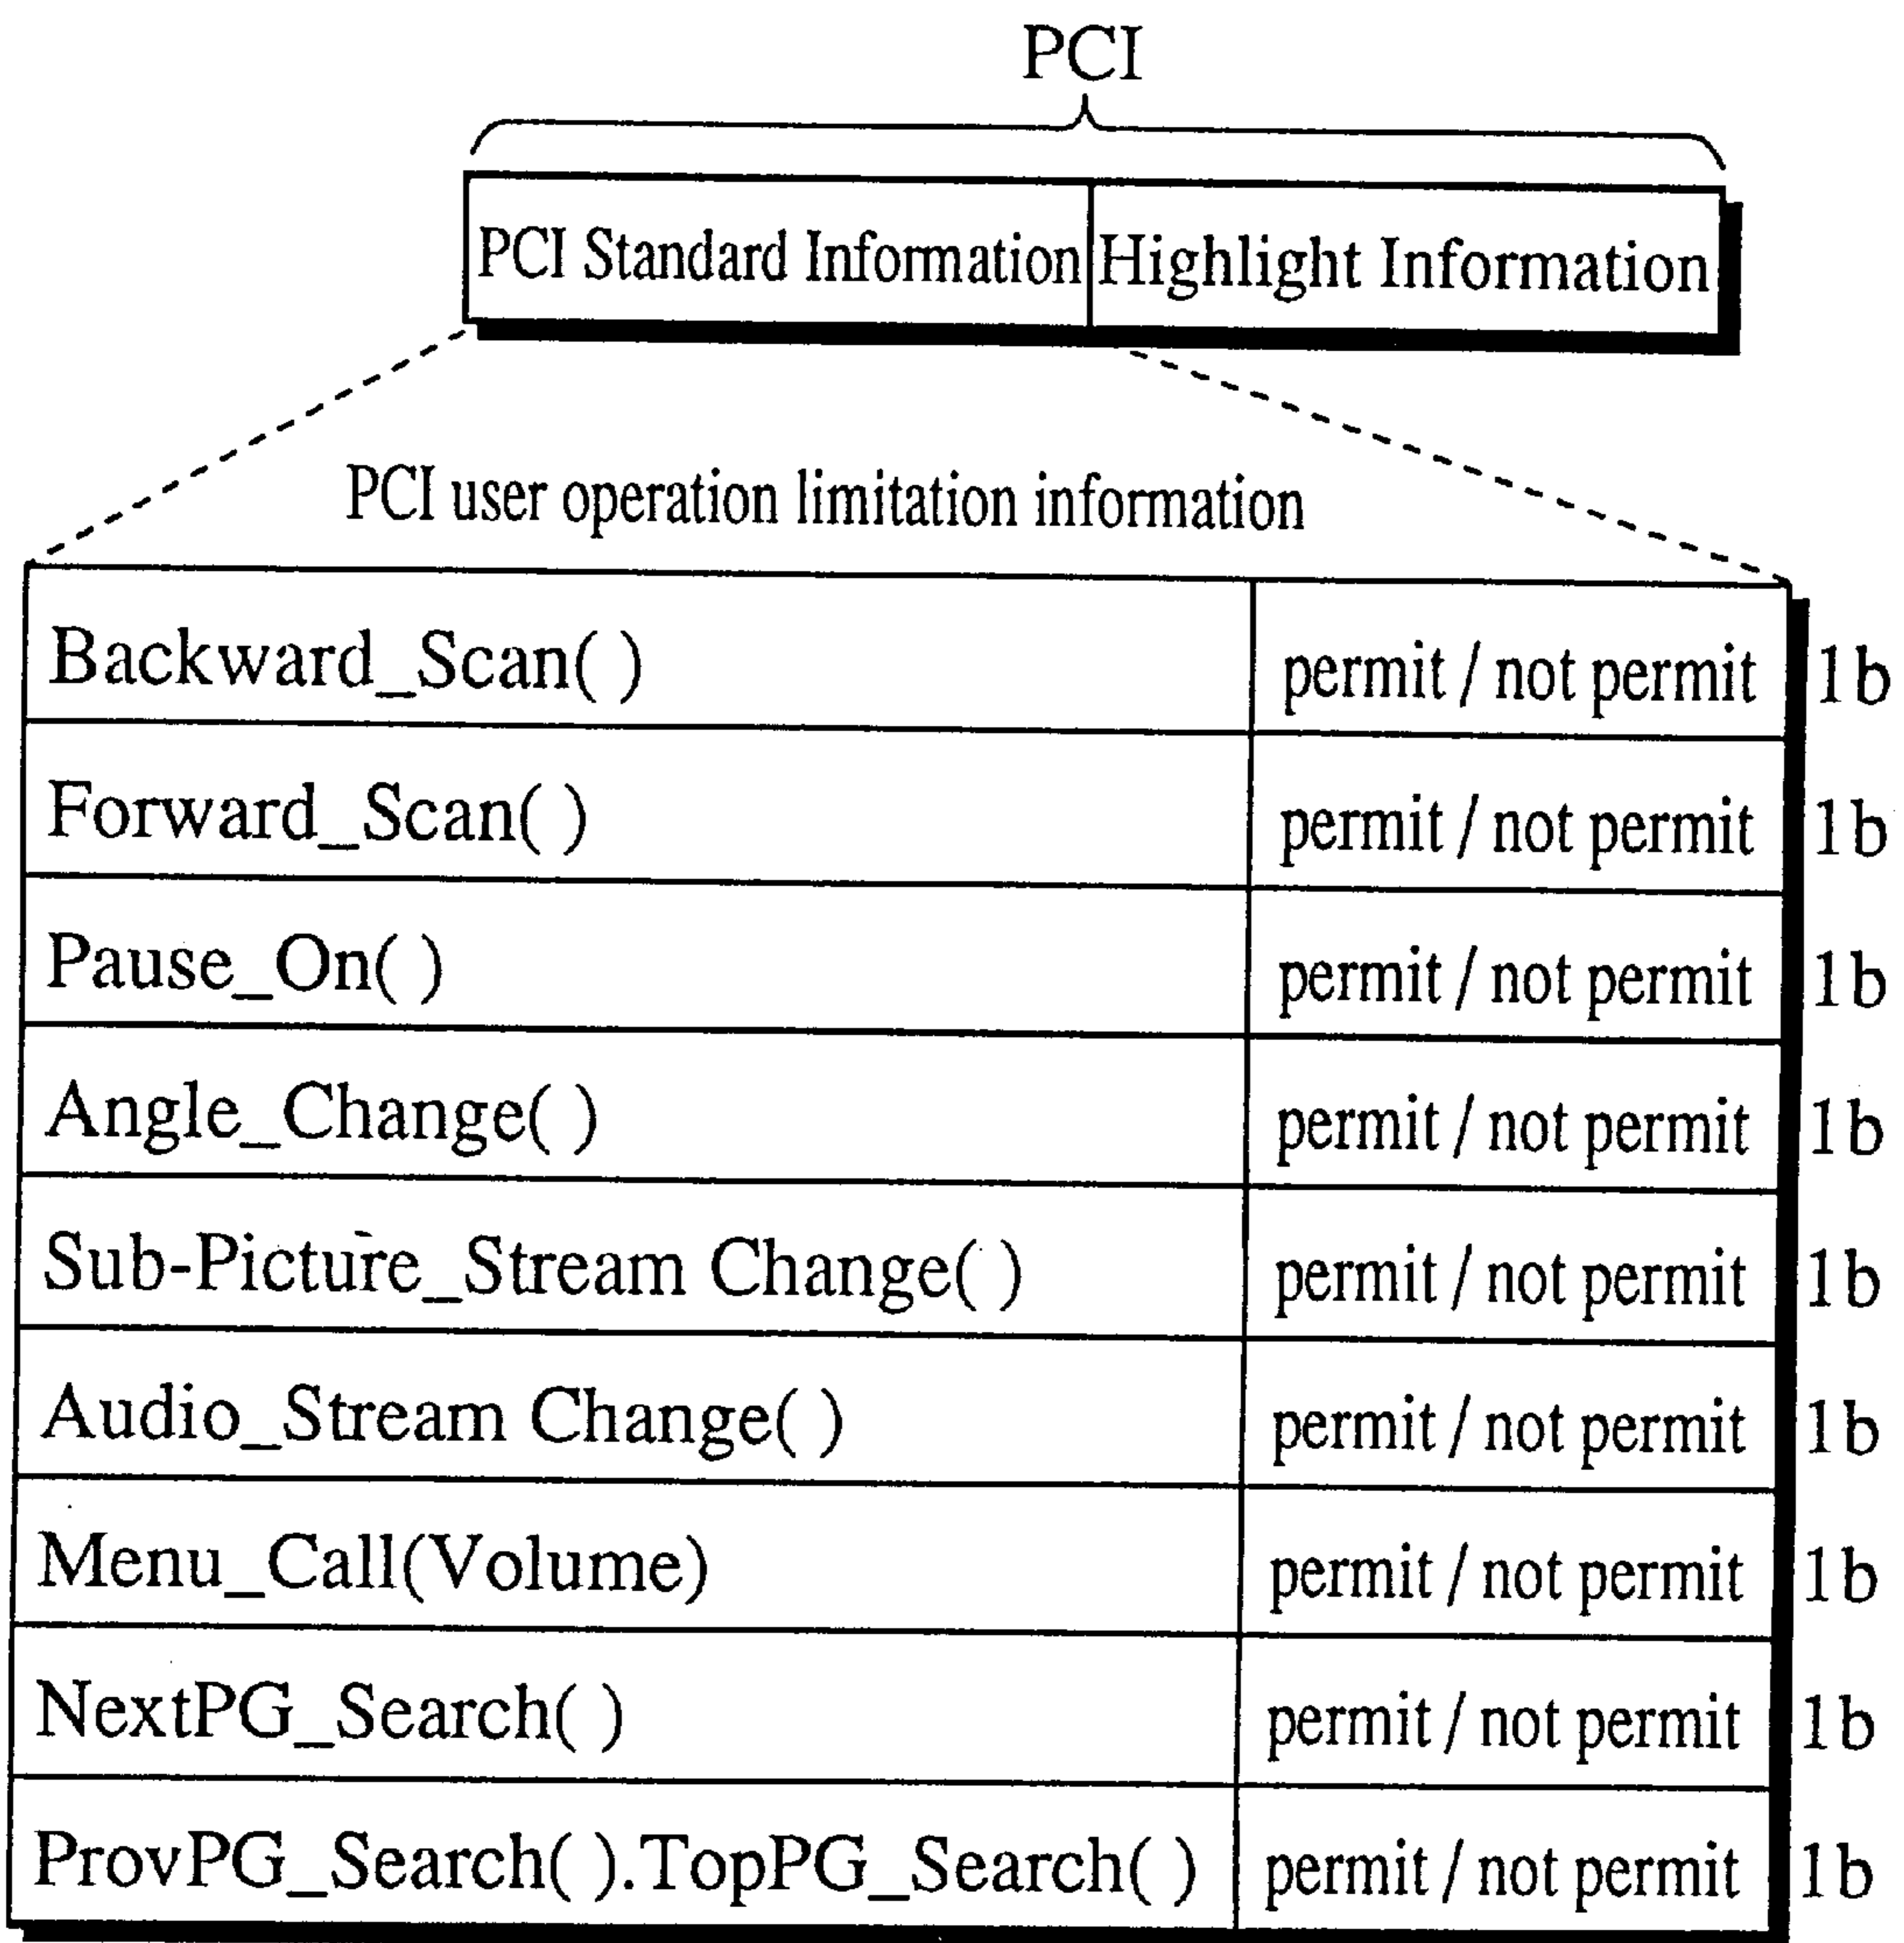 PCI
PCI Standard Information Highlight Information
PCI user operation limitation information
Backward_Scan( ) permit / not permit 1b
Forward_Scan( ) permit / not permit 1b
Pause_On( ) permit / not permit 1b
Angle_Change( ) permit / not permit 1b
Sub-Picture_Stream Change( ) permit / not permit 1b
Audio_Stream Change( ) permit / not permit 1b
Menu_Call(Volume) permit / not permit 1b
NextPG_Search( ) permit / not permit 1b
ProvPG_Search( ).TopPG_Search( ) permit / not permit 1b